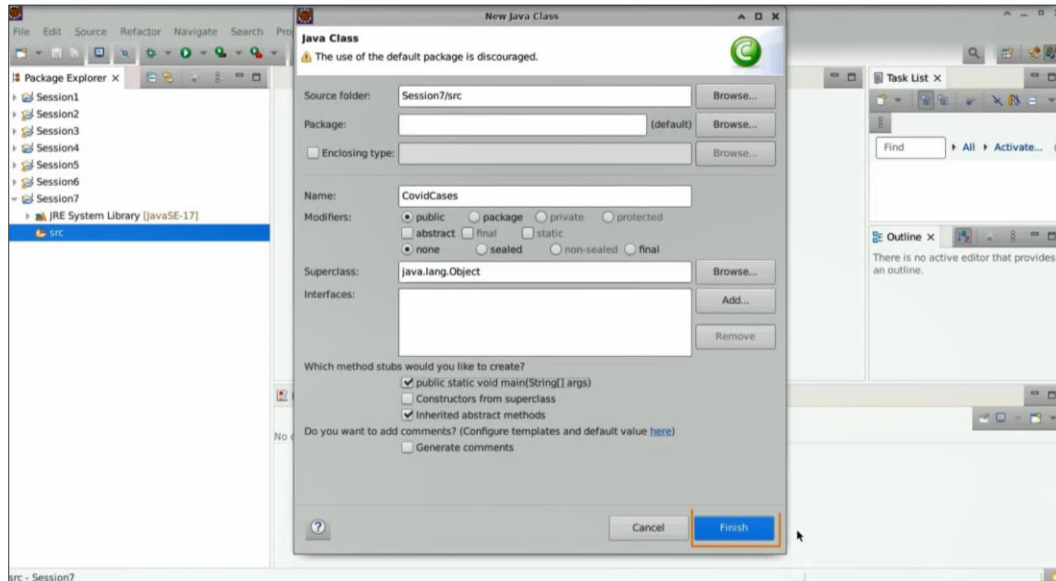 New Java Class
File Edit Source Refactor Navigate Search
Java Class
The use of the default package is discouraged.
Package Explorer
Session1
Session2
Session3
Session4
Session5
Session6
Session7
JRE System Library [JavaSE-17]
src
Source folder: Session7/src Browse...
Package: (default) Browse...
Enclosing type: Browse...
Name: CovidCases
Modifiers: public package private protected
abstract final static
none sealed non-sealed final
Superclass: java.lang.Object Browse...
Interfaces: Add...
Remove
Which method stubs would you like to create?
public static void main(String[] args)
Constructors from superclass
Inherited abstract methods
Do you want to add comments? (Configure templates and default value here)
Generate comments
? Cancel Finish
Task List
Find All Activate...
Outline
There is no active editor that provides
an outline.
src - Session7